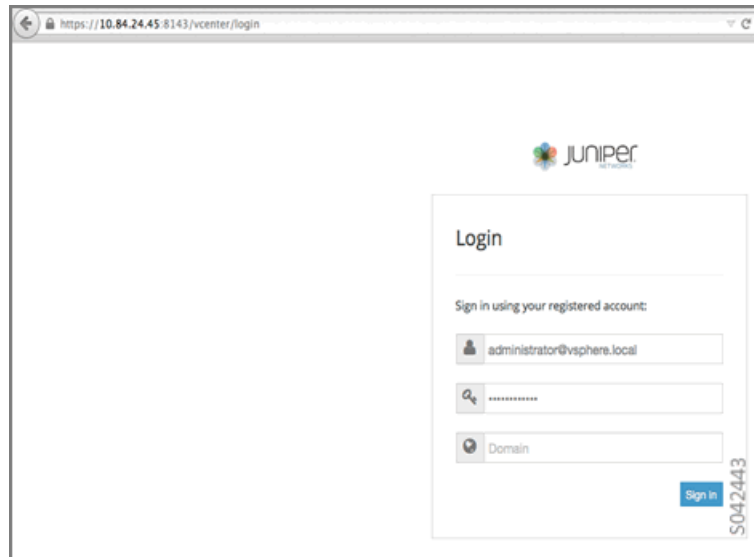 https://10.84.24.45:8143/vcenter/login
JUNIPER
NETWORKS
Login
Sign in using your registered account:
administrator@vsphere.local
••••••••••••
Domain
Sign In
S042443